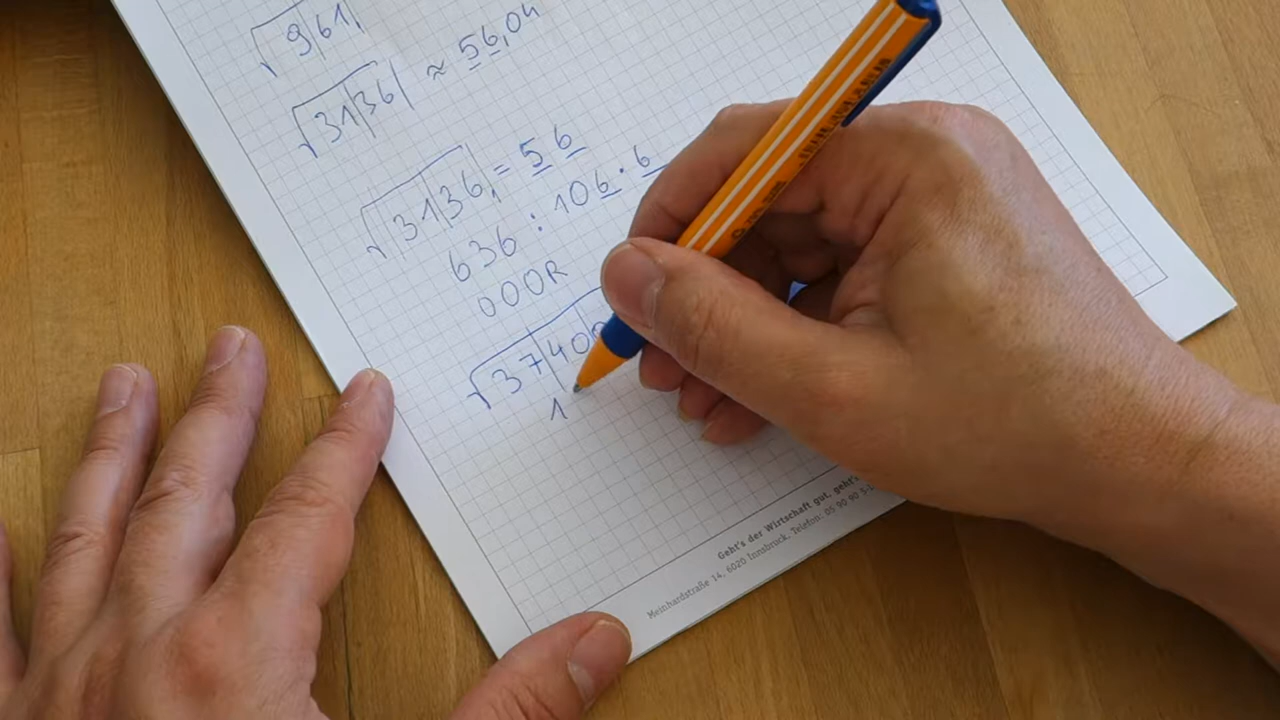 √9|61|
√31|36| ≈ 56,04
√31|36, = 56
636 : 106 · 6
000R
√37|40|
1
Geht's der Wirtschaft gut, geht's
Meinhardstraße 14, 6020 Innsbruck, Telefon: 05 90 90 5-